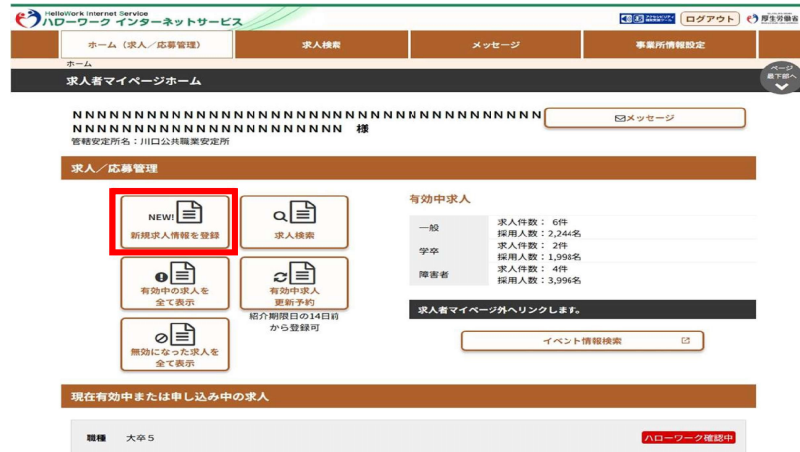 HelloWork Internet Service
ハローワーク インターネットサービス
ログアウト
厚生労働省
ホーム（求人／応募管理）
求人検索
メッセージ
事業所情報設定
ホーム
ページ
最下部へ
求人者マイページホーム
NNNNNNNNNNNNNNNNNNNNNNNNNNNNNNNNNNNNNN
NNNNNNNNNNNNNNNNNNNNNN 様
管轄安定所名：川口公共職業安定所
メッセージ
求人／応募管理
NEW!
新規求人情報を登録
求人検索
有効中の求人を
全て表示
有効中求人
更新予約
紹介期限日の14日前
から登録可
無効になった求人を
全て表示
有効中求人
一般
求人件数： 6件
採用人数：2,244名
学卒
求人件数： 2件
採用人数：1,998名
障害者
求人件数： 4件
採用人数：3,996名
求人者マイページ外へリンクします。
イベント情報検索
現在有効中または申し込み中の求人
職種 大卒５
ハローワーク確認中